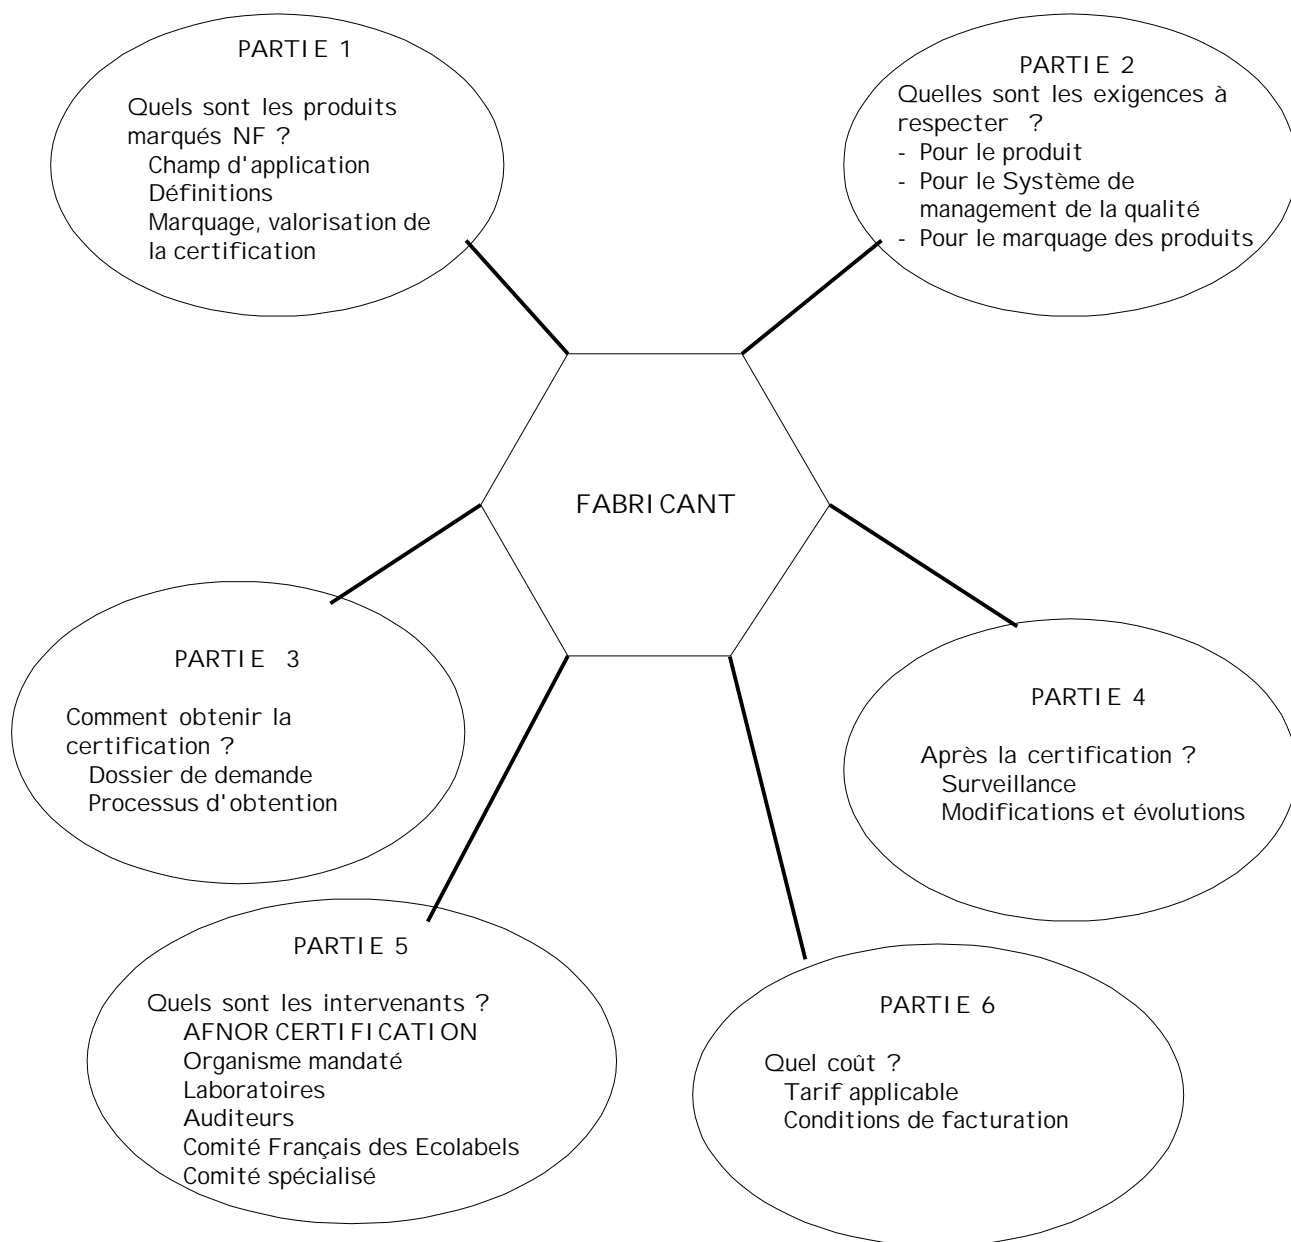 PARTIE 1
Quels sont les produits
marqués NF ?
Champ d'application
Définitions
Marquage, valorisation de
la certification
PARTIE 2
Quelles sont les exigences à
respecter ?
- Pour le produit
- Pour le Système de
management de la qualité
- Pour le marquage des produits
FABRICANT
PARTIE 3
Comment obtenir la
certification ?
Dossier de demande
Processus d'obtention
PARTIE 4
Après la certification ?
Surveillance
Modifications et évolutions
PARTIE 5
Quels sont les intervenants ?
AFNOR CERTIFICATION
Organisme mandaté
Laboratoires
Auditeurs
Comité Français des Ecolabels
Comité spécialisé
PARTIE 6
Quel coût ?
Tarif applicable
Conditions de facturation